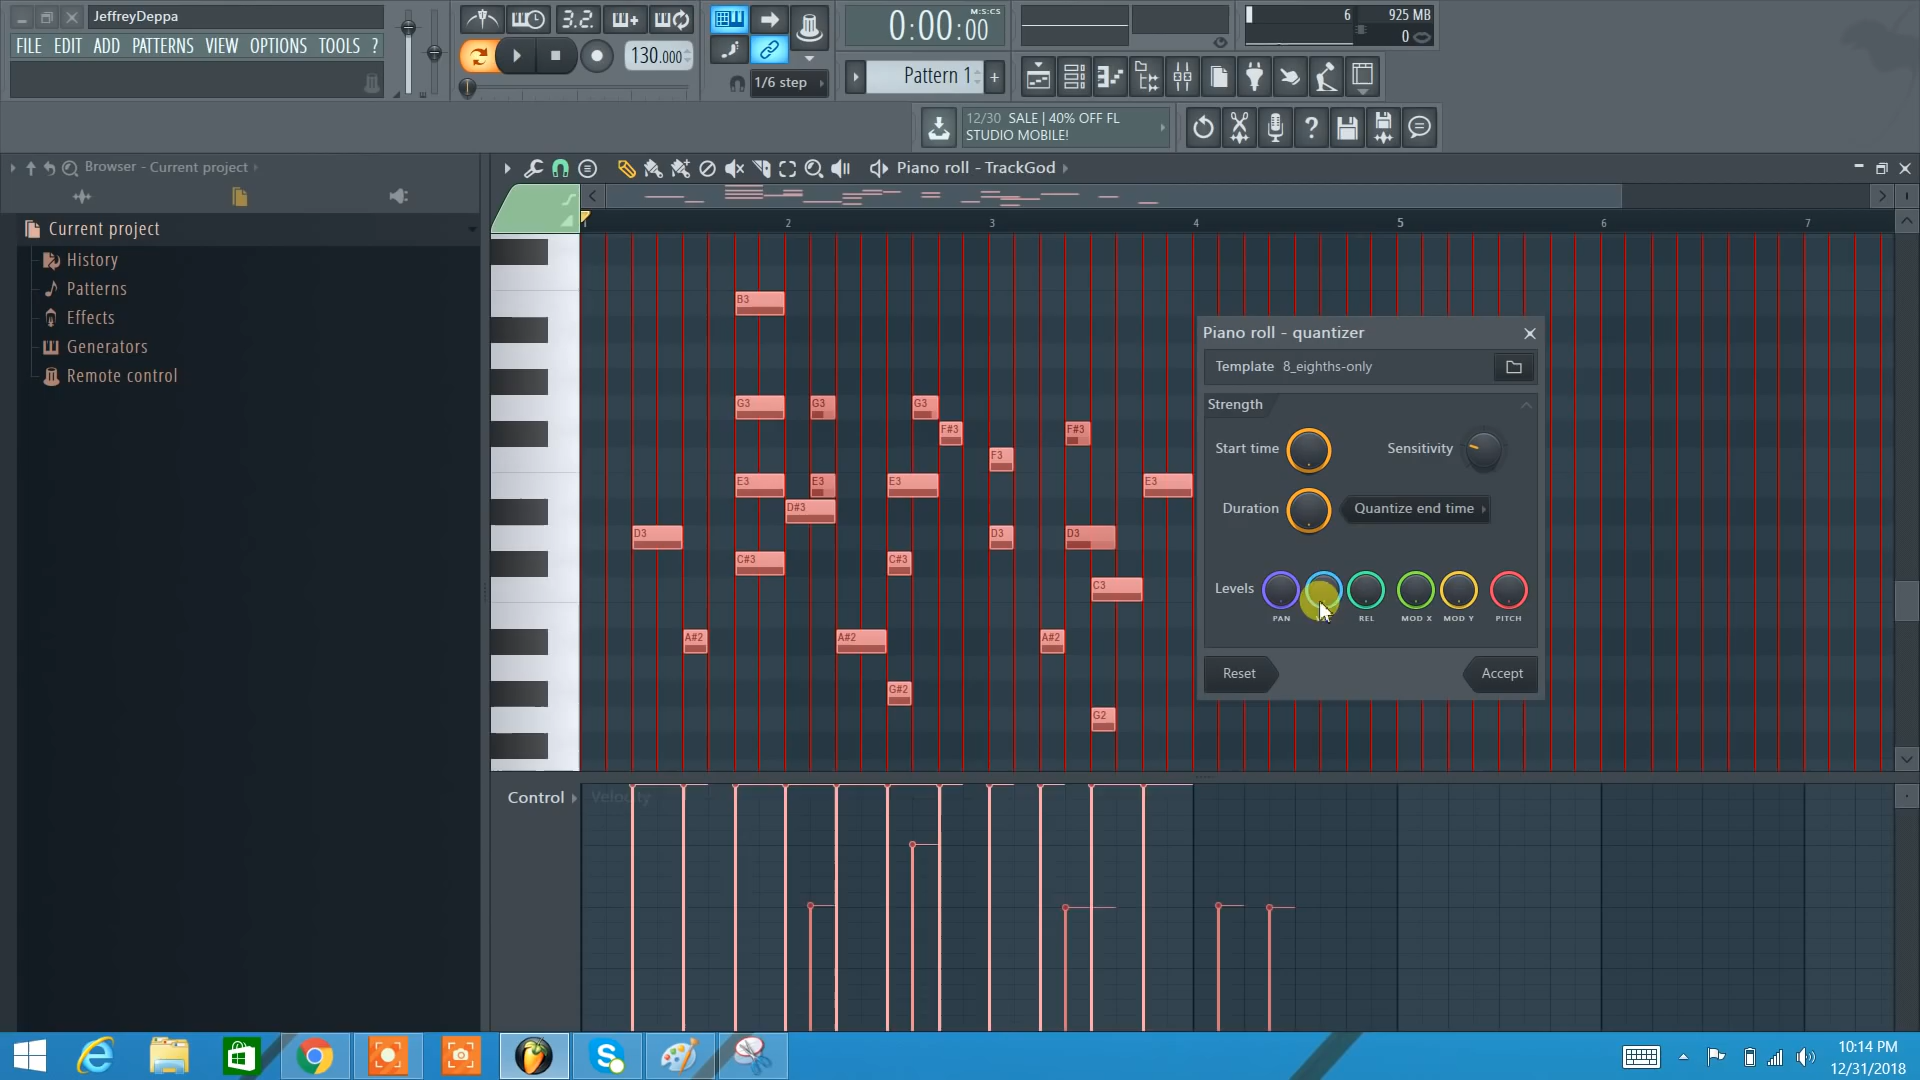 JeffreyDeppa
FILE EDIT ADD PATTERNS VIEW OPTIONS TOOLS ?
3.2.
130.000
1/6 step
0:00:00
M:S:CS
Pattern 1
6
925 MB
0
12/30 SALE | 40% OFF FL
STUDIO MOBILE!
Browser - Current project
Current project
History
Patterns
Effects
Generators
Remote control
Piano roll - TrackGod
2 3 4 5 6 7
B3
G3 G3 G3
F#3 F#3
F3
E3 E3 E3 E3
D#3
D3 D3 D3
C#3 C#3
C3
A#2 A#2 A#2
G#2
G2
Piano roll - quantizer
Template 8_eighths-only
Strength
Start time
Sensitivity
Duration
Quantize end time
Levels
PAN REL MOD X MOD Y PITCH
Reset
Accept
Control
Velocity
10:14 PM
12/31/2018